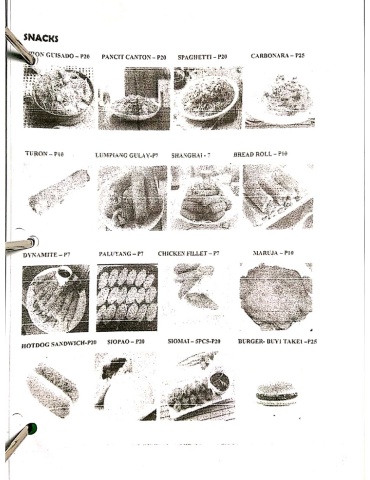 SNACKS
GUISADO – P20 PANCIT CANTON – P20 SPAGHETTI – P20 CARBONARA – P25
TURON – P10 LUMPIANG GULAY-P7 SHANGHAI - 7 BREAD ROLL – P10
DYNAMITE – P7 PALUTANG – P7 CHICKEN FILLET – P7 MARUJA – P10
HOTDOG SANDWICH-P20 SIOPAO – P20 SIOMAI – 5PCS-P20 BURGER- BUY1 TAKE1 –P25